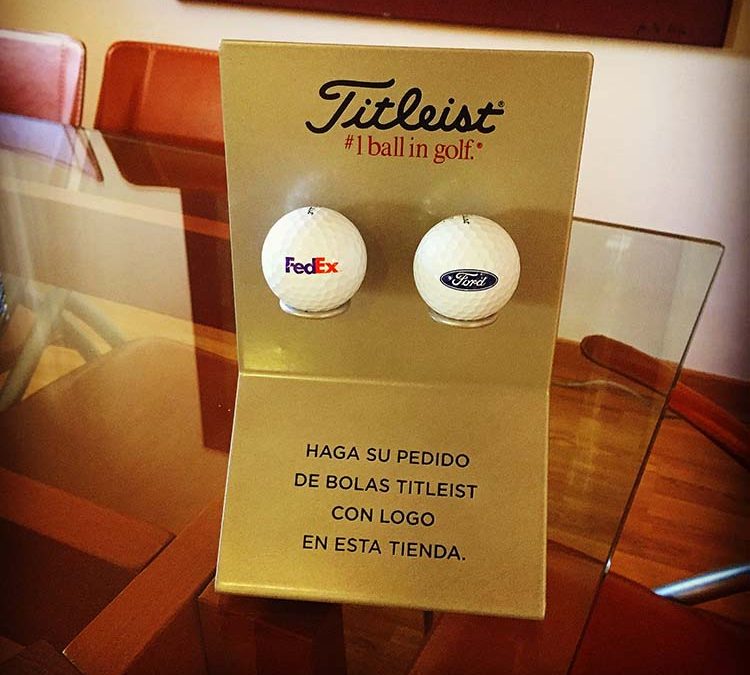 Titleist®
#1 ball in golf.®
FedEx
Ford
HAGA SU PEDIDO
DE BOLAS TITLEIST
CON LOGO
EN ESTA TIENDA.